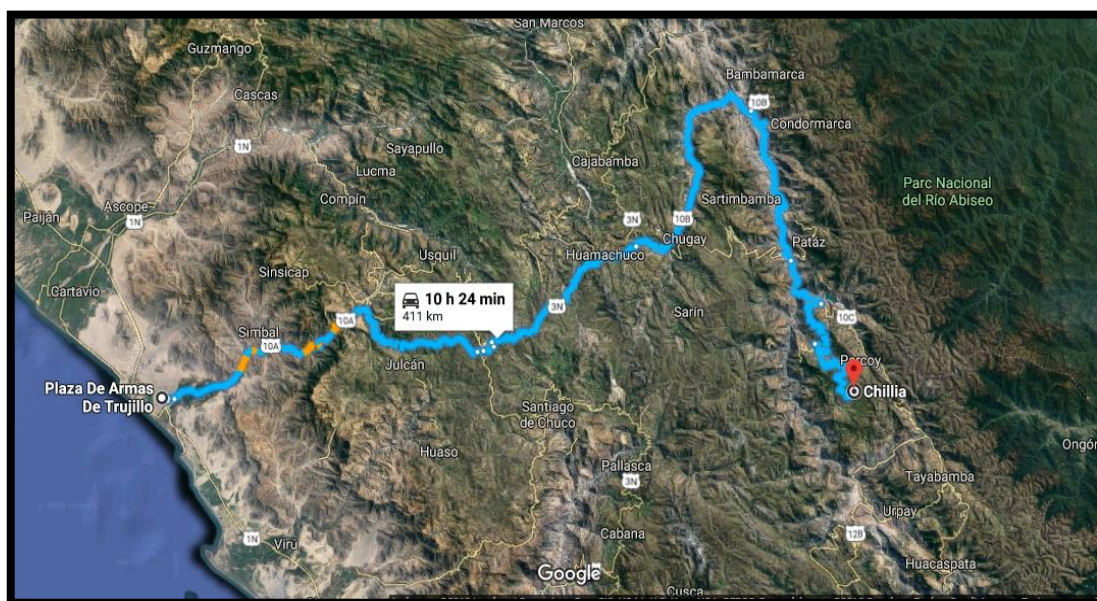 San Marcos
Guzmango
Bambamarca
Cascas
10B
Condormarca
1N
Sayapullo
Cajabamba
Lucma
Parc Nacional
del Río Abiseo
Compín
Sartimbamba
Ascope
Paiján
1N
3N
10B
Chugay
Usquil
Huamachuco
Pataz
Sinsicap
Cartavio
10 h 24 min
411 km
3N
Sarín
10C
10A
Simbal
10A
Julcán
Parcoy
Plaza De Armas
De Trujillo
Chillia
Santiago
de Chuco
Ongón
Huaso
Pallasca
3N
Tayabamba
Urpay
Virú
1N
Cabana
12B
Google
Huacaspata
Cusca